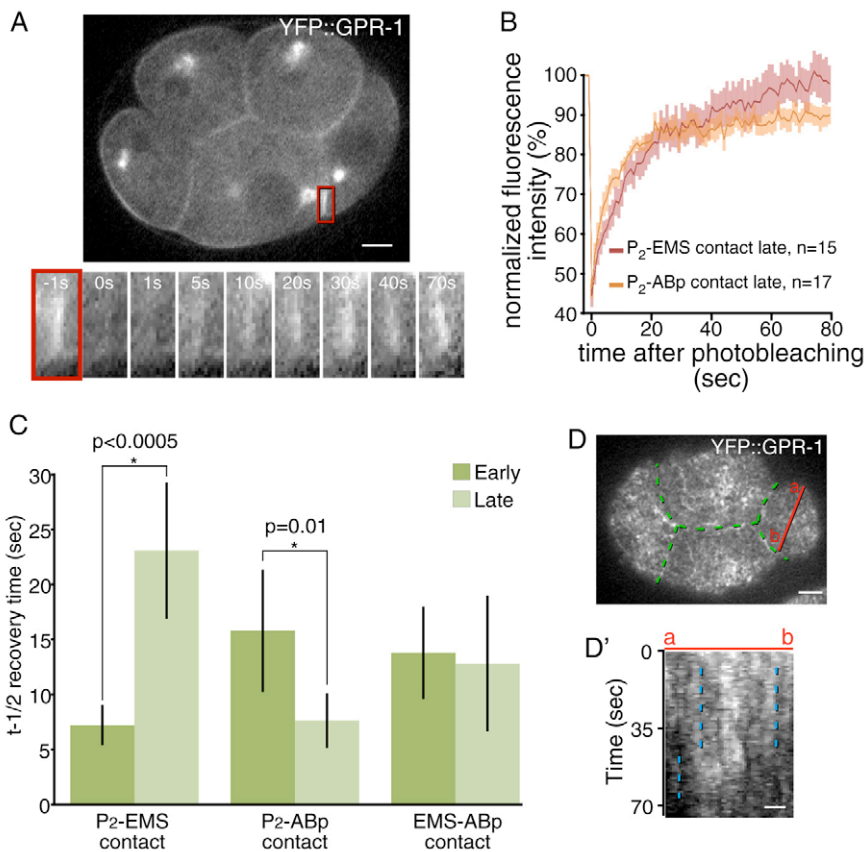 A
YFP::GPR-1
-1s 0s 1s 5s 10s 20s 30s 40s 70s
B
normalized fluorescence
intensity (%)
100
90
80
70
60
50
40
P2-EMS contact late, n=15
P2-ABp contact late, n=17
0 20 40 60 80
time after photobleaching
(sec)
C
p<0.0005
*
p=0.01
*
Early
Late
t-1/2 recovery time (sec)
30
25
20
15
10
5
0
P2-EMS
contact
P2-ABp
contact
EMS-ABp
contact
D
YFP::GPR-1
a
b
D'
a b
Time (sec)
0
35
70